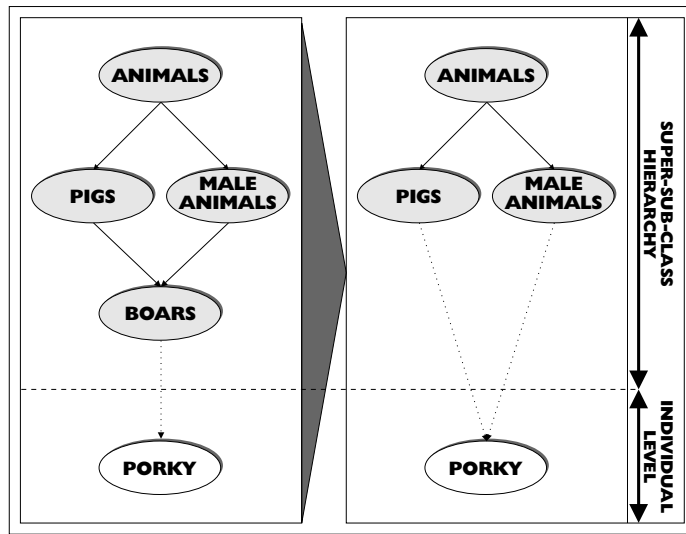 ANIMALS
PIGS
MALE
ANIMALS
BOARS
PORKY
ANIMALS
PIGS
MALE
ANIMALS
PORKY
SUPER-SUB-CLASS
HIERARCHY
INDIVIDUAL
LEVEL